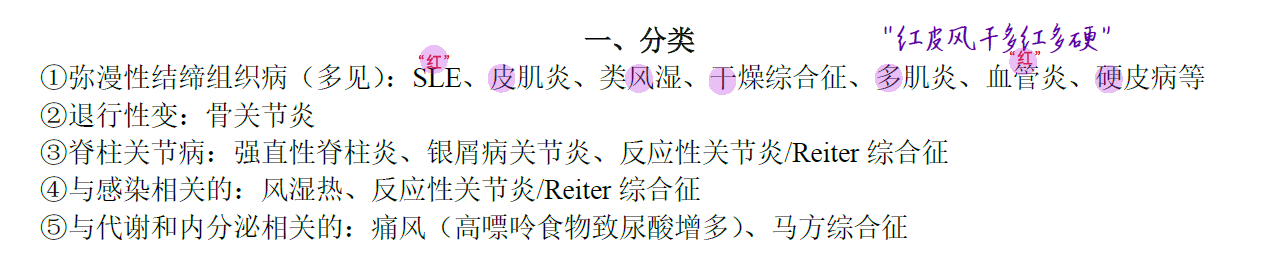 一、分类
"红皮风干多红多硬"
"红"
"红"
①弥漫性结缔组织病（多见）：SLE、皮肌炎、类风湿、干燥综合征、多肌炎、血管炎、硬皮病等
②退行性变：骨关节炎
③脊柱关节病：强直性脊柱炎、银屑病关节炎、反应性关节炎/Reiter 综合征
④与感染相关的：风湿热、反应性关节炎/Reiter 综合征
⑤与代谢和内分泌相关的：痛风（高嘌呤食物致尿酸增多）、马方综合征